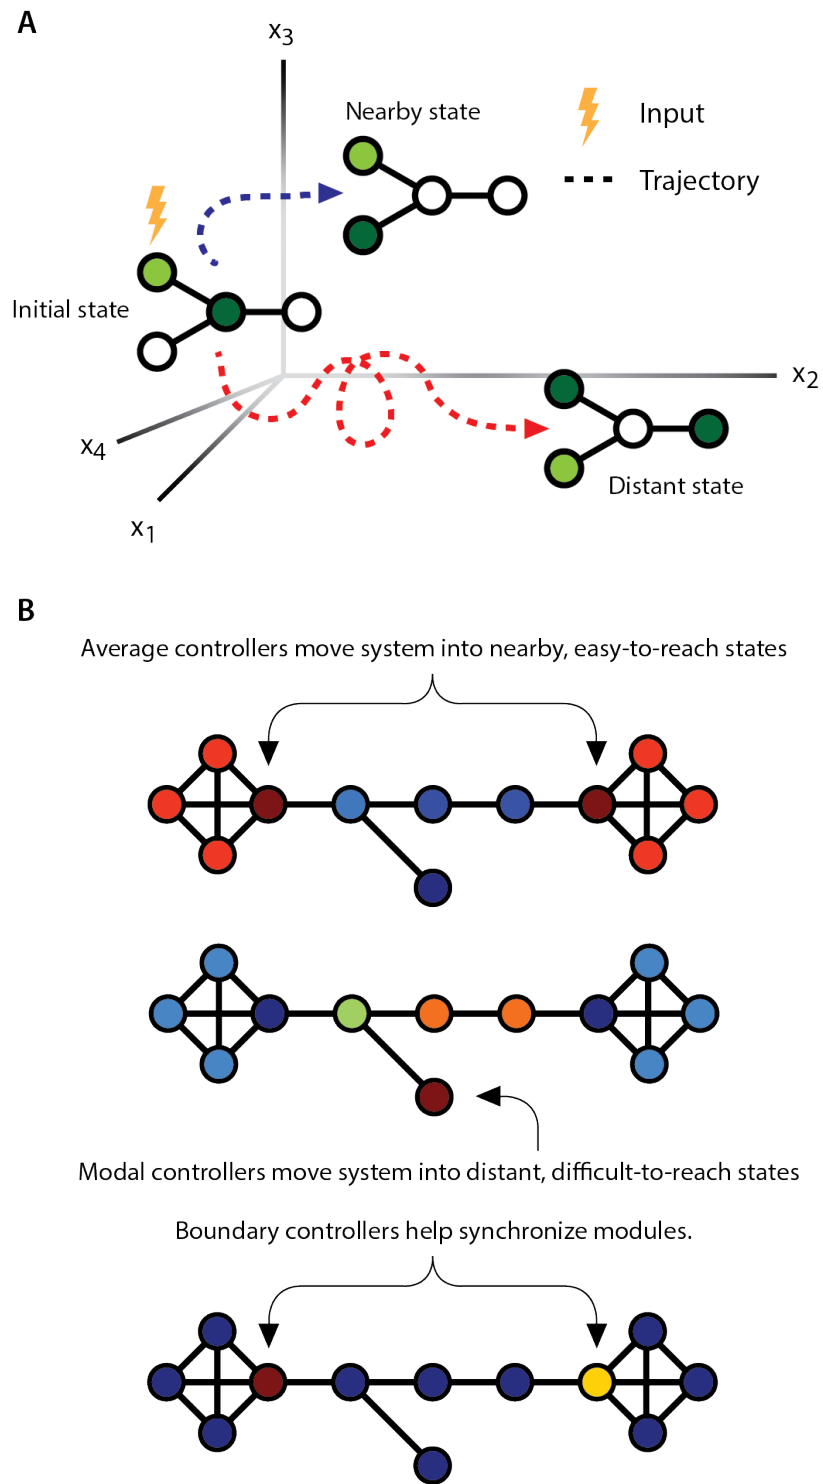 A
x3
Nearby state
Input
Trajectory
Initial state
x2
x4
Distant state
x1
B
Average controllers move system into nearby, easy-to-reach states
Modal controllers move system into distant, difficult-to-reach states
Boundary controllers help synchronize modules.